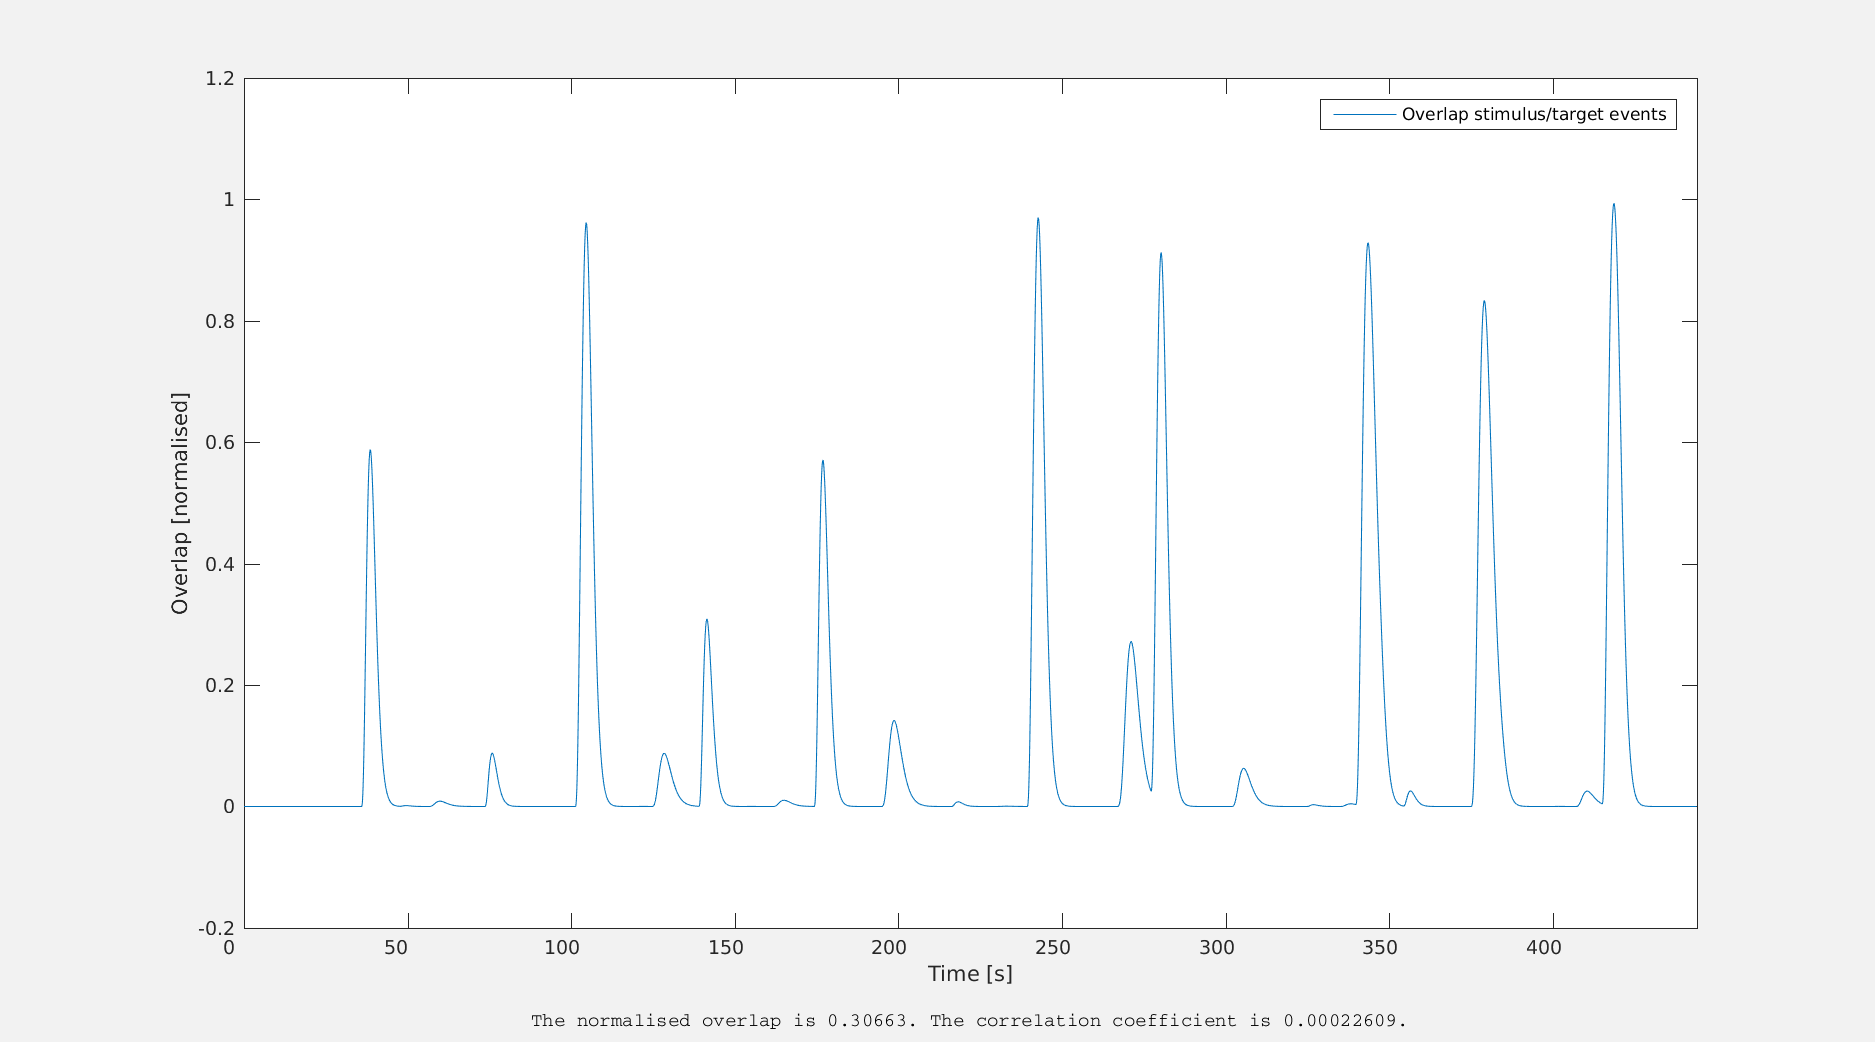 1.2
Overlap stimulus/target events
1
0.8
0.6
0.4
0.2
0
-0.2
Overlap [normalised]
0 50 100 150 200 250 300 350 400
Time [s]
The normalised overlap is 0.30663. The correlation coefficient is 0.00022609.